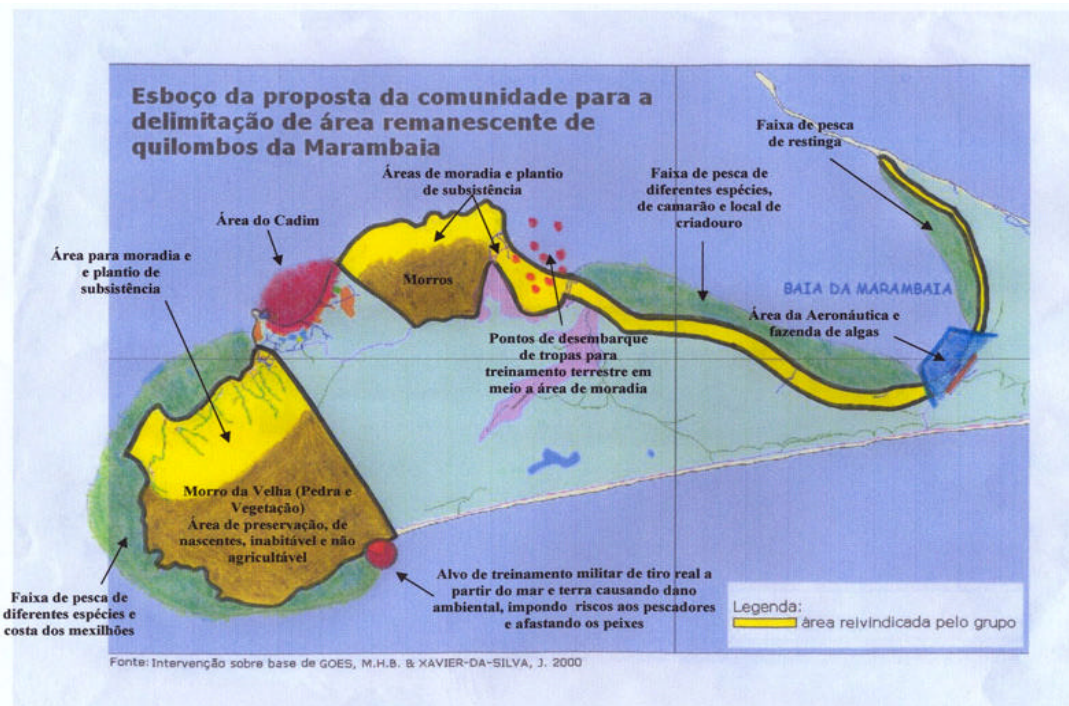 Esboço da proposta da comunidade para a
delimitação de área remanescente de
quilombos da Marambaia
Faixa de pesca
de restinga
Áreas de moradia e plantio
de subsistência
Faixa de pesca de
diferentes espécies,
de camarão e local de
criadouro
Área do Cadim
Área para moradia e
e plantio de
subsistência
Morros
BAIA DA MARAMBAIA
Área da Aeronáutica e
fazenda de algas
Pontos de desembarque
de tropas para
treinamento terrestre em
meio a área de moradia
Morro da Velha (Pedra e
Vegetação)
Área de preservação, de
nascentes, inabitável e não
agricultável
Faixa de pesca de
diferentes espécies e
costa dos mexilhões
Alvo de treinamento militar de tiro real a
partir do mar e terra causando dano
ambiental, impondo riscos aos pescadores
e afastando os peixes
Legenda:
área reivindicada pelo grupo
Fonte: Intervenção sobre base de GOES, M.H.B. & XAVIER-DA-SILVA, J. 2000